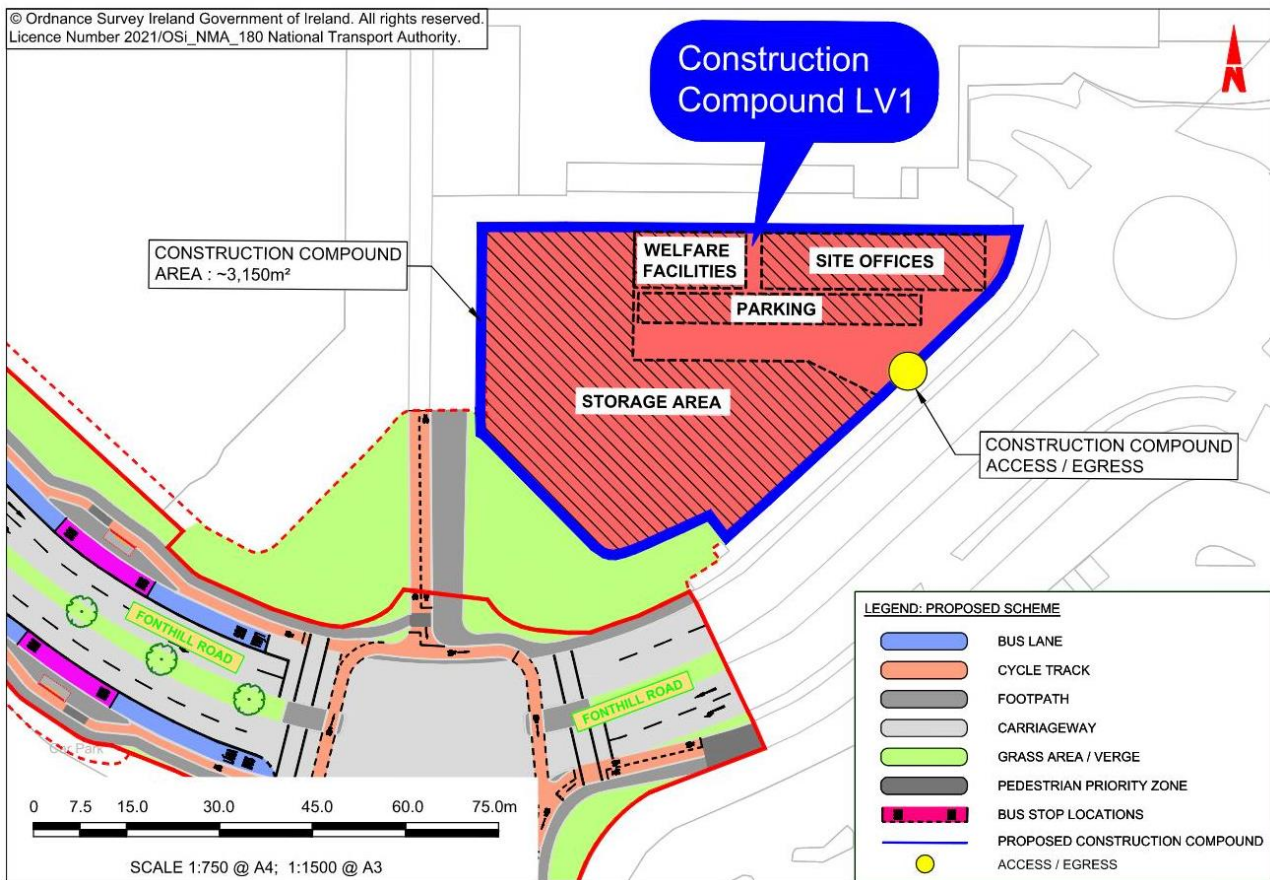 © Ordnance Survey Ireland Government of Ireland. All rights reserved.
Licence Number 2021/OSi_NMA_180 National Transport Authority.
Construction
Compound LV1
N
CONSTRUCTION COMPOUND
AREA : ~3,150m²
WELFARE
FACILITIES
SITE OFFICES
PARKING
STORAGE AREA
CONSTRUCTION COMPOUND
ACCESS / EGRESS
FONTHILL ROAD
FONTHILL ROAD
Car Park
0 7.5 15.0 30.0 45.0 60.0 75.0m
SCALE 1:750 @ A4; 1:1500 @ A3
LEGEND: PROPOSED SCHEME
BUS LANE
CYCLE TRACK
FOOTPATH
CARRIAGEWAY
GRASS AREA / VERGE
PEDESTRIAN PRIORITY ZONE
BUS STOP LOCATIONS
PROPOSED CONSTRUCTION COMPOUND
ACCESS / EGRESS